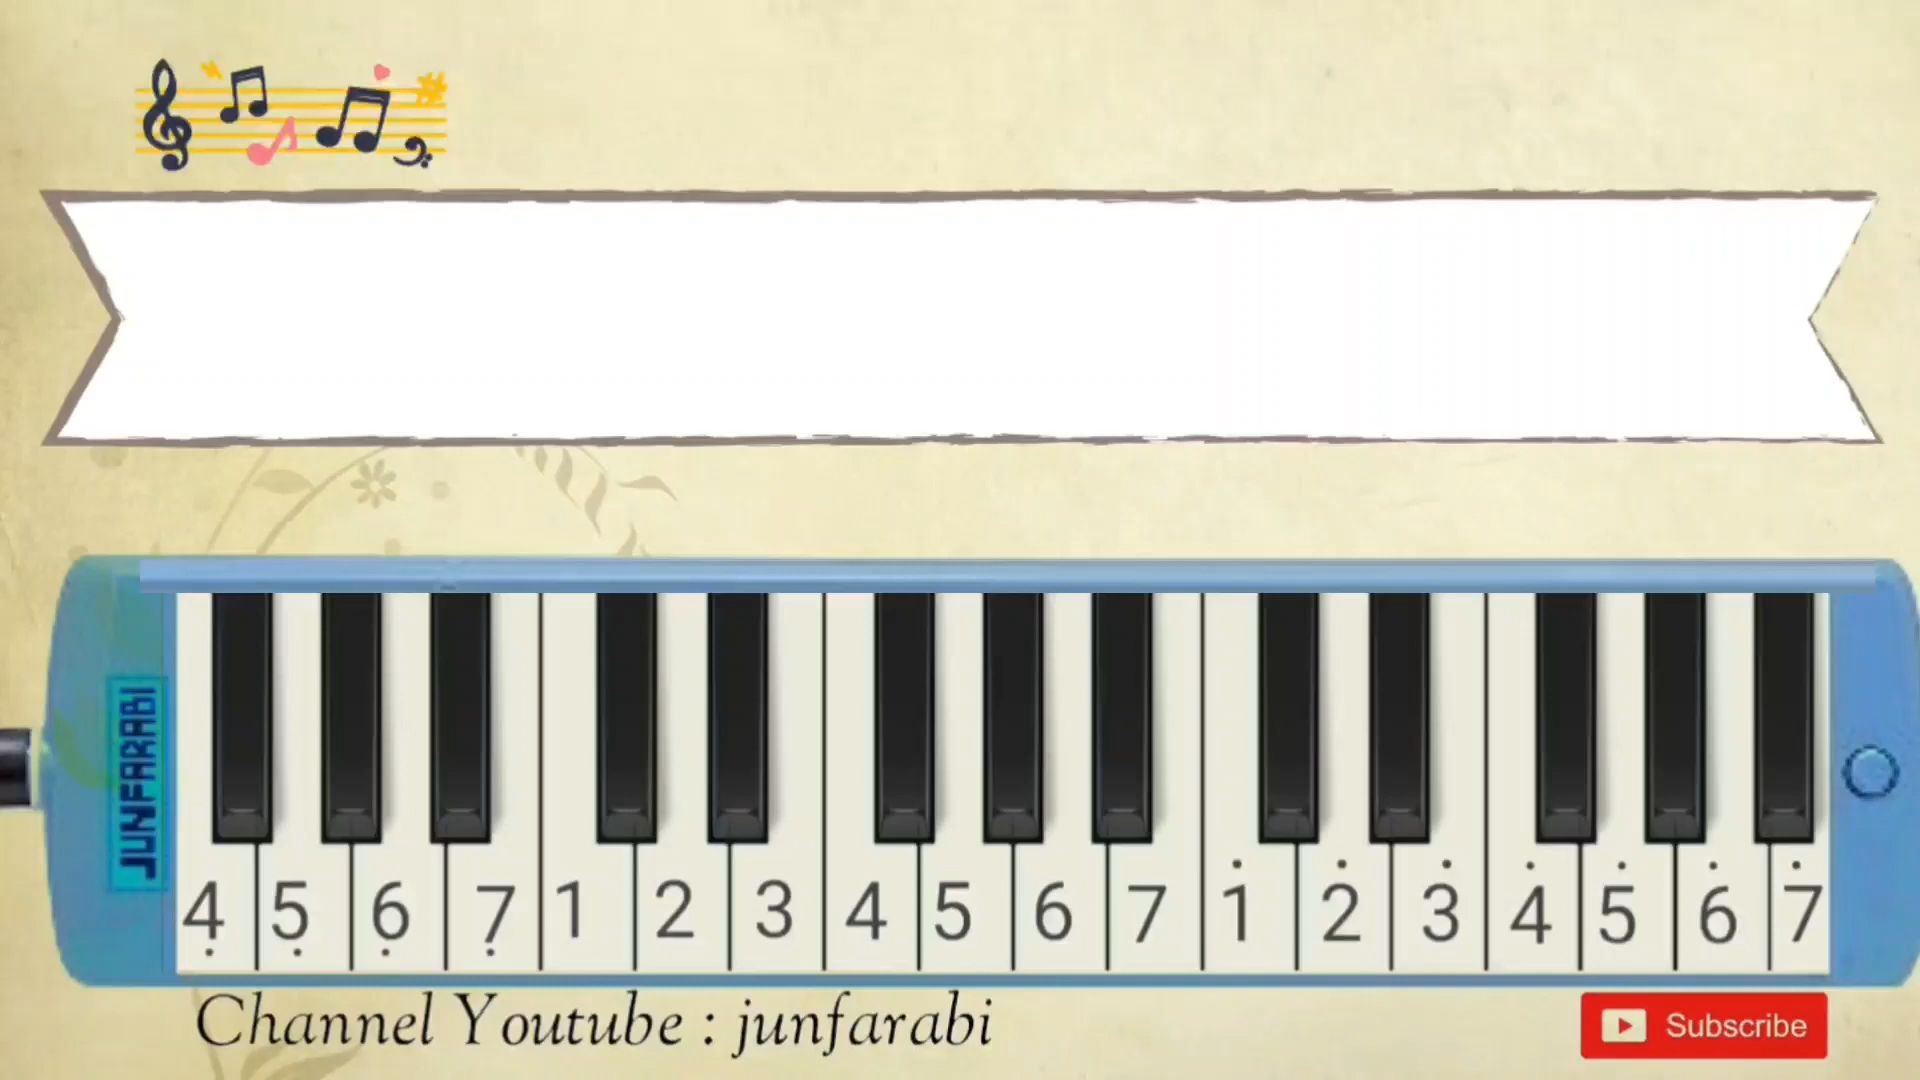 JUNFARABI
4̣ 5̣ 6̣ 7̣ 1 2 3 4 5 6 7 1̇ 2̇ 3̇ 4̇ 5̇ 6̇ 7̇
Channel Youtube : junfarabi
Subscribe